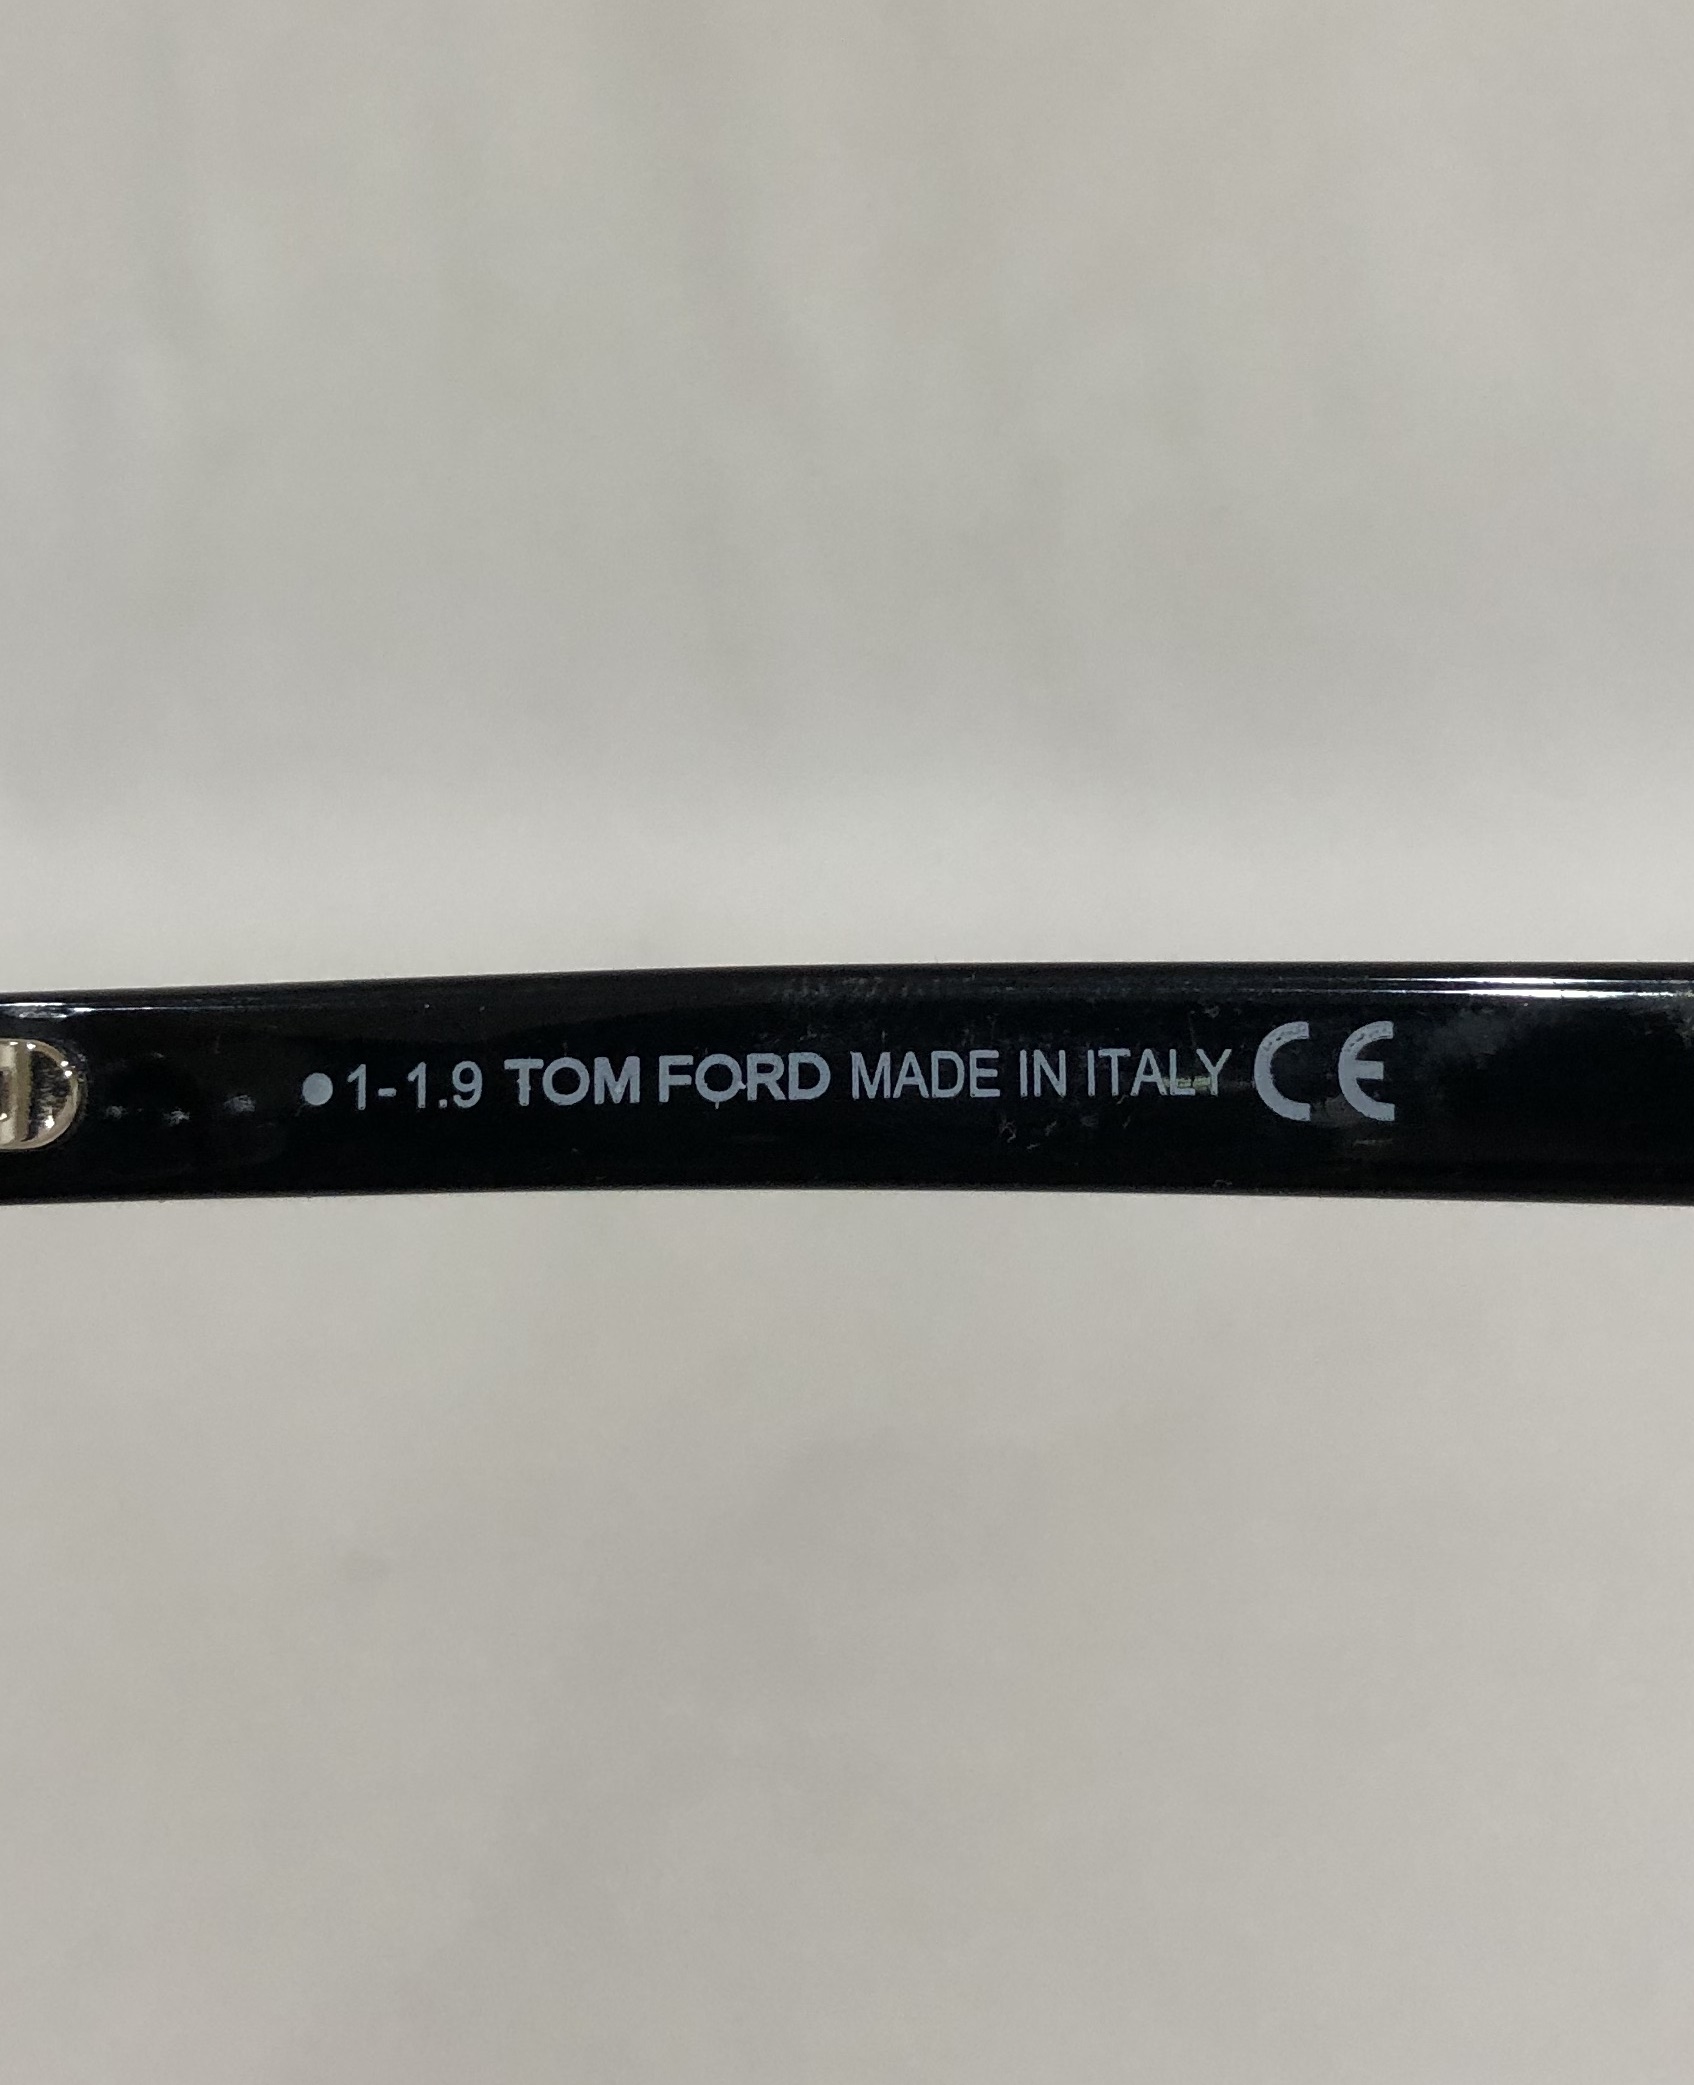 ●1-1.9 TOM FORD MADE IN ITALY CE